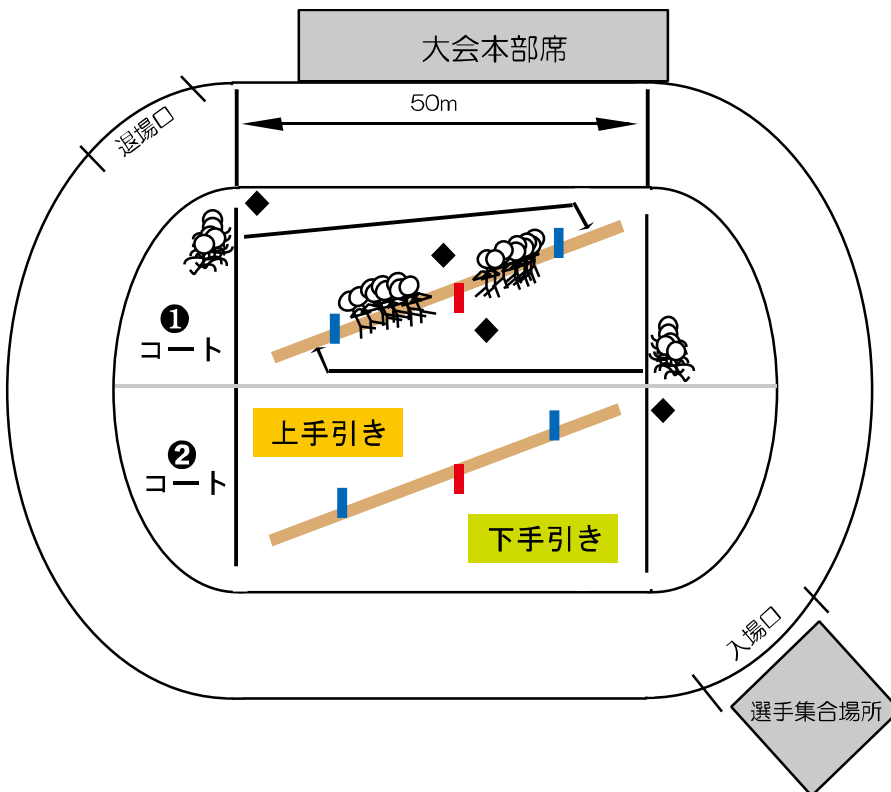 大会本部席
50m
退場口
❶
コート
上手引き
❷
コート
下手引き
入場口
選手集合場所